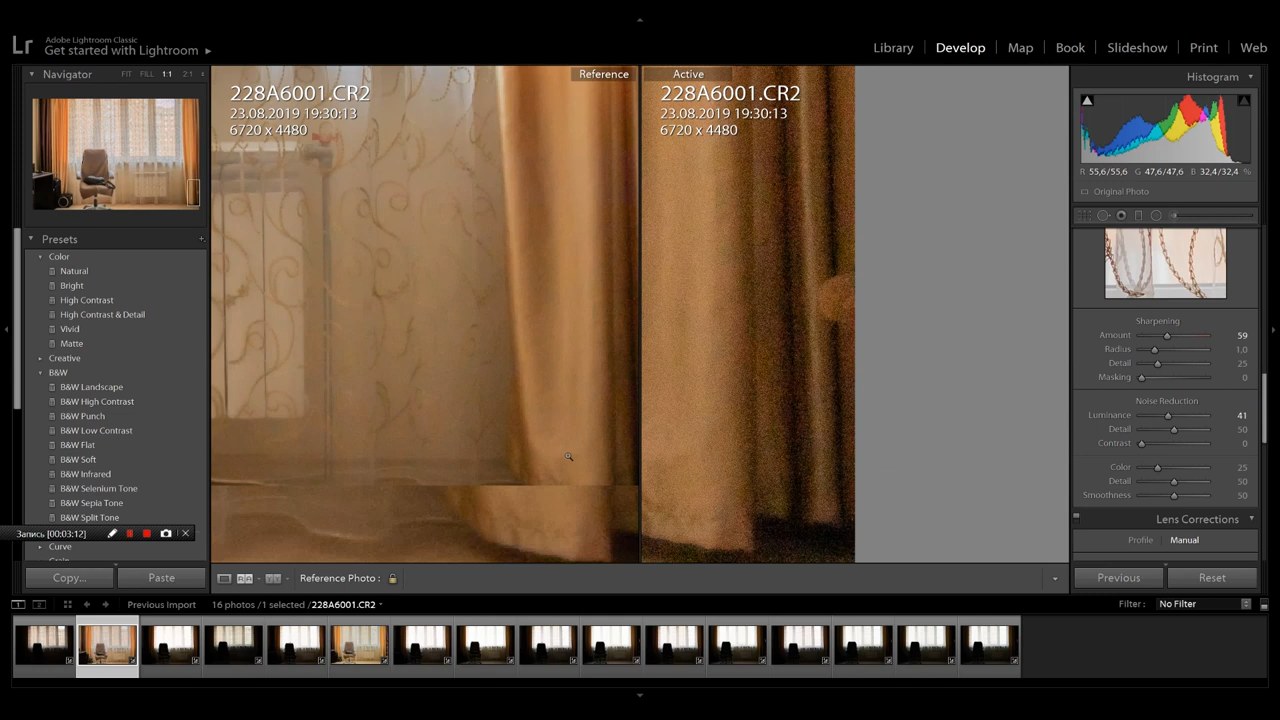 Adobe Lightroom Classic
Get started with Lightroom
Library | Develop | Map | Book | Slideshow | Print | Web
Navigator FIT FILL 1:1 2:1
Presets
Color
Natural
Bright
High Contrast
High Contrast & Detail
Vivid
Matte
Creative
B&W
B&W Landscape
B&W High Contrast
B&W Punch
B&W Low Contrast
B&W Flat
B&W Soft
B&W Infrared
B&W Selenium Tone
B&W Sepia Tone
B&W Split Tone
Запись [00:03:12]
Curve
Grain
Copy... Paste
Reference
228A6001.CR2
23.08.2019 19:30:13
6720 x 4480
Active
228A6001.CR2
23.08.2019 19:30:13
6720 x 4480
Reference Photo :
Histogram
R 55,6/55,6 G 47,6/47,6 B 32,4/32,4 %
Original Photo
Sharpening
Amount 59
Radius 1,0
Detail 25
Masking 0
Noise Reduction
Luminance 41
Detail 50
Contrast 0
Color 25
Detail 50
Smoothness 50
Lens Corrections
Profile Manual
Previous Reset
1 2 Previous Import 16 photos /1 selected /228A6001.CR2
Filter : No Filter